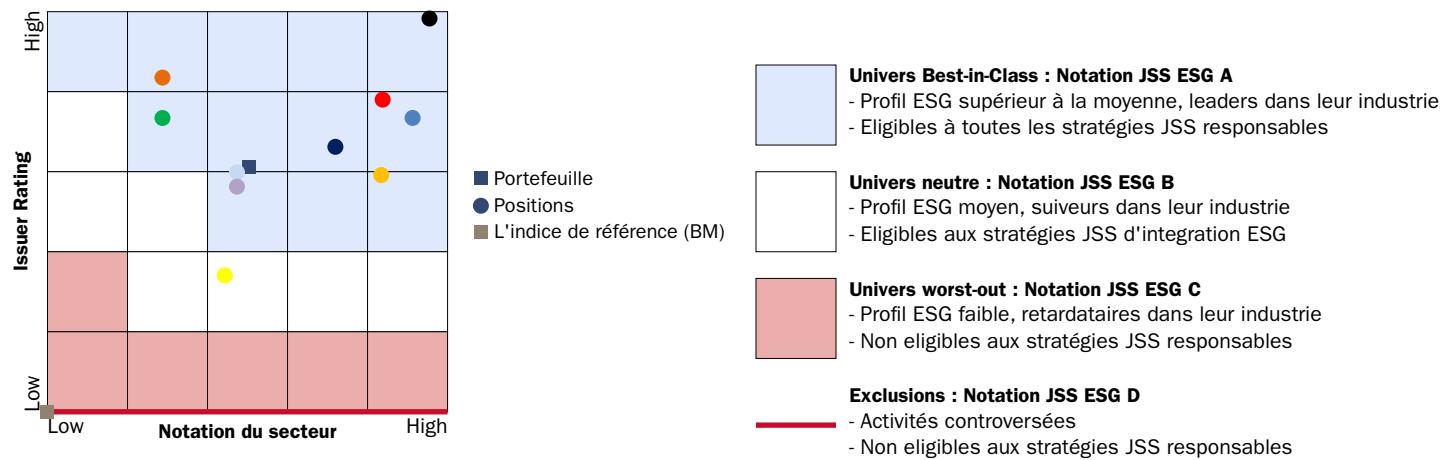 High
Issuer Rating
Low
Low
Notation du secteur
High
Portefeuille
Positions
L'indice de référence (BM)
Univers Best-in-Class : Notation JSS ESG A
- Profil ESG supérieur à la moyenne, leaders dans leur industrie
- Eligibles à toutes les stratégies JSS responsables
Univers neutre : Notation JSS ESG B
- Profil ESG moyen, suiveurs dans leur industrie
- Eligibles aux stratégies JSS d'integration ESG
Univers worst-out : Notation JSS ESG C
- Profil ESG faible, retardataires dans leur industrie
- Non eligibles aux stratégies JSS responsables
Exclusions : Notation JSS ESG D
- Activités controversées
- Non eligibles aux stratégies JSS responsables